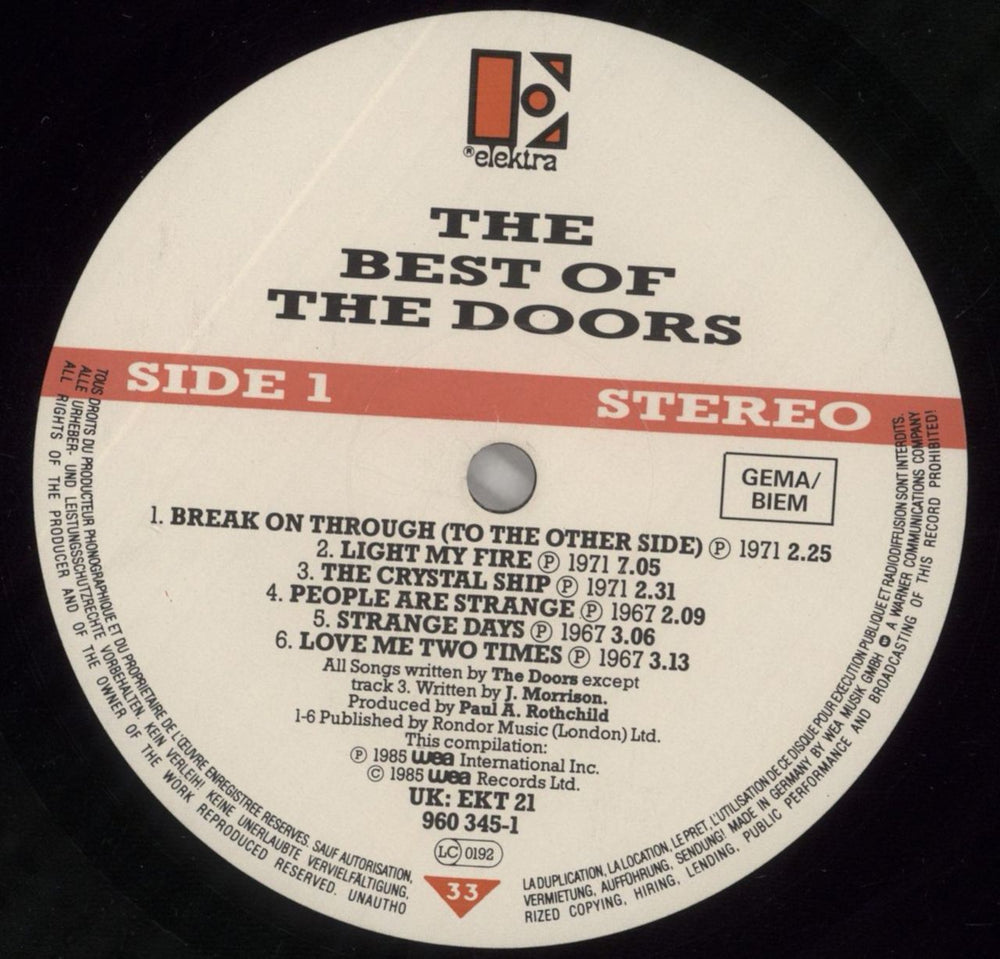 ® elektra
THE
BEST OF
THE DOORS
SIDE 1 STEREO
GEMA/
BIEM
1. BREAK ON THROUGH (TO THE OTHER SIDE) ℗ 1971 2.25
2. LIGHT MY FIRE ℗ 1971 7.05
3. THE CRYSTAL SHIP ℗ 1971 2.31
4. PEOPLE ARE STRANGE ℗ 1967 2.09
5. STRANGE DAYS ℗ 1967 3.06
6. LOVE ME TWO TIMES ℗ 1967 3.13
All Songs written by The Doors except
track 3. Written by J. Morrison.
Produced by Paul A. Rothchild
1-6 Published by Rondor Music (London) Ltd.
This compilation:
℗ 1985 wea International Inc.
© 1985 wea Records Ltd.
UK: EKT 21
960 345-1
LC 0192
33
TOUS DROITS DU PRODUCTEUR PHONOGRAPHIQUE ET DU PROPRIETAIRE DE L'ŒUVRE ENREGISTREE RESERVES. SAUF AUTORISATION,
LA DUPLICATION, LA LOCATION, LE PRET, L'UTILISATION DE CE DISQUE POUR EXECUTION PUBLIQUE ET RADIODIFFUSION SONT INTERDITS.
ALLE URHEBER- UND LEISTUNGSSCHUTZRECHTE VORBEHALTEN. KEIN VERLEIH! KEINE UNERLAUBTE VERVIELFÄLTIGUNG,
VERMIETUNG, AUFFÜHRUNG, SENDUNG! MADE IN GERMANY BY WEA MUSIK GMBH A WARNER COMMUNICATIONS COMPANY
ALL RIGHTS OF THE PRODUCER AND OF THE OWNER OF THE WORK REPRODUCED RESERVED. UNAUTHO
RIZED COPYING, HIRING, LENDING, PUBLIC PERFORMANCE AND BROADCASTING OF THIS RECORD PROHIBITED!